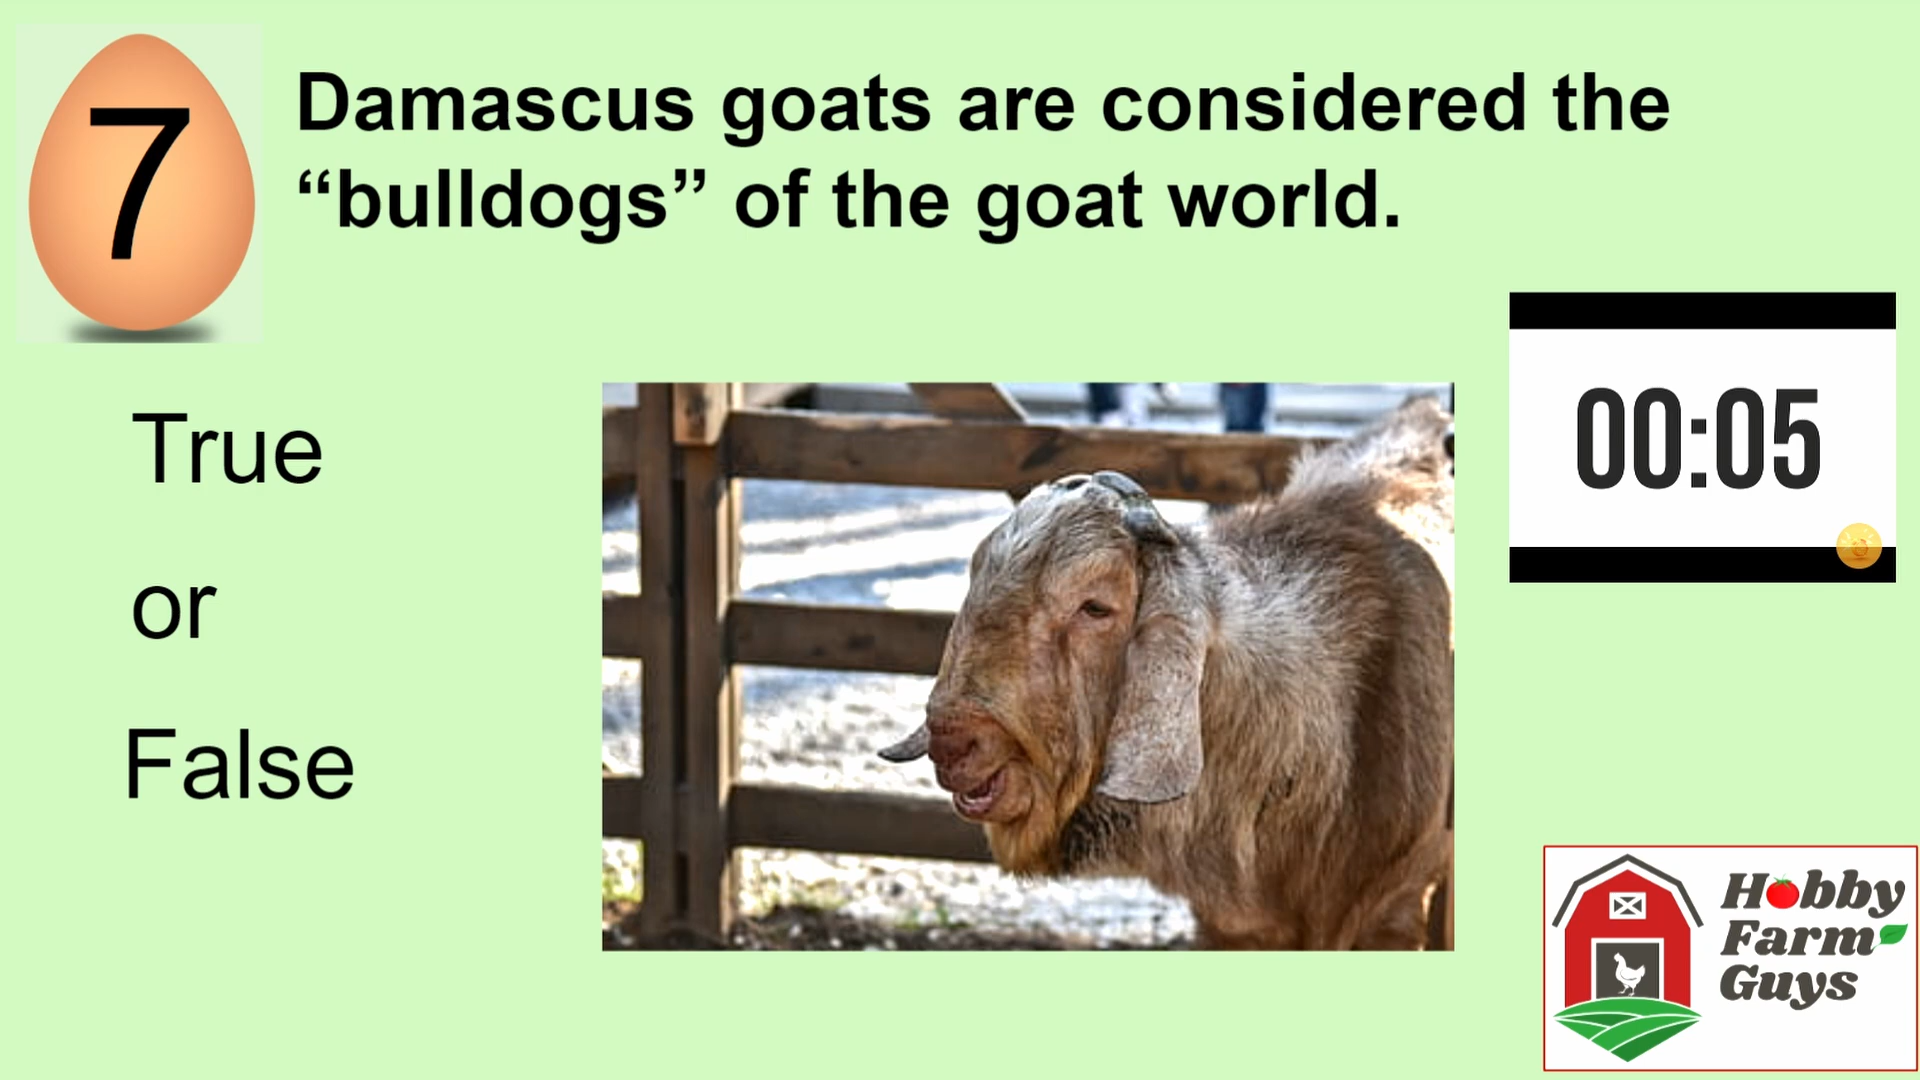 7
Damascus goats are considered the
“bulldogs” of the goat world.
True
or
False
00:05
Hobby
Farm
Guys